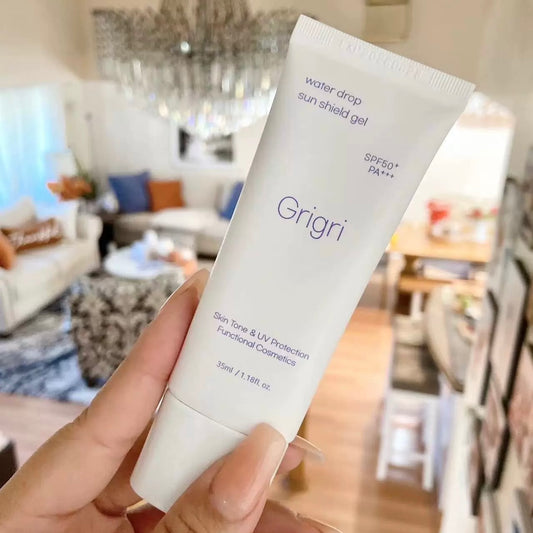 water drop
sun shield gel
SPF50+
PA+++
Grigri
Skin Tone & UV Protection
Functional Cosmetics
35ml / 1.18fl. oz.